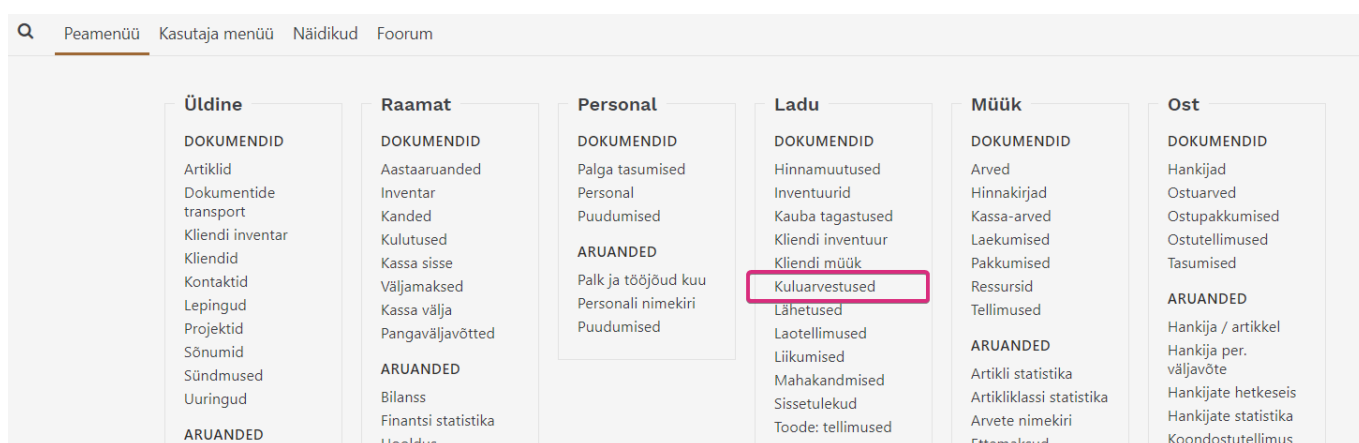 Peamenüü Kasutaja menüü Näidikud Foorum
Üldine
DOKUMENDID
Artiklid
Dokumentide
transport
Kliendi inventar
Kliendid
Kontaktid
Lepingud
Projektid
Sõnumid
Sündmused
Uuringud
ARUANDED
Raamat
DOKUMENDID
Aastaaruanded
Inventar
Kanded
Kulutused
Kassa sisse
Väljamaksed
Kassa välja
Pangaväljavõtted
ARUANDED
Bilanss
Finantsi statistika
Personal
DOKUMENDID
Palga tasumised
Personal
Puudumised
ARUANDED
Palk ja tööjõud kuu
Personali nimekiri
Puudumised
Ladu
DOKUMENDID
Hinnamuutused
Inventuurid
Kauba tagastused
Kliendi inventuur
Kliendi müük
Kuluarvestused
Lähetused
Laotellimused
Liikumised
Mahakandmised
Sissetulekud
Toode: tellimused
Müük
DOKUMENDID
Arved
Hinnakirjad
Kassa-arved
Laekumised
Pakkumised
Ressursid
Tellimused
ARUANDED
Artikli statistika
Artikliklassi statistika
Arvete nimekiri
Ettemaksud
Ost
DOKUMENDID
Hankijad
Ostuarved
Ostupakkumised
Ostutellimused
Tasumised
ARUANDED
Hankija / artikkel
Hankija per.
väljavõte
Hankijate hetkeseis
Hankijate statistika
Koondostutellimus